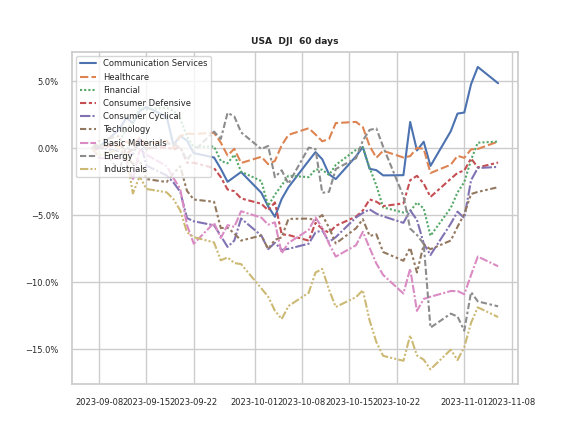 USA DJI 60 days
Communication Services
Healthcare
Financial
Consumer Defensive
Consumer Cyclical
Technology
Basic Materials
Energy
Industrials
5.0%
0.0%
−5.0%
−10.0%
−15.0%
2023-09-08 2023-09-15 2023-09-22 2023-10-01 2023-10-08 2023-10-15 2023-10-22 2023-11-01 2023-11-08